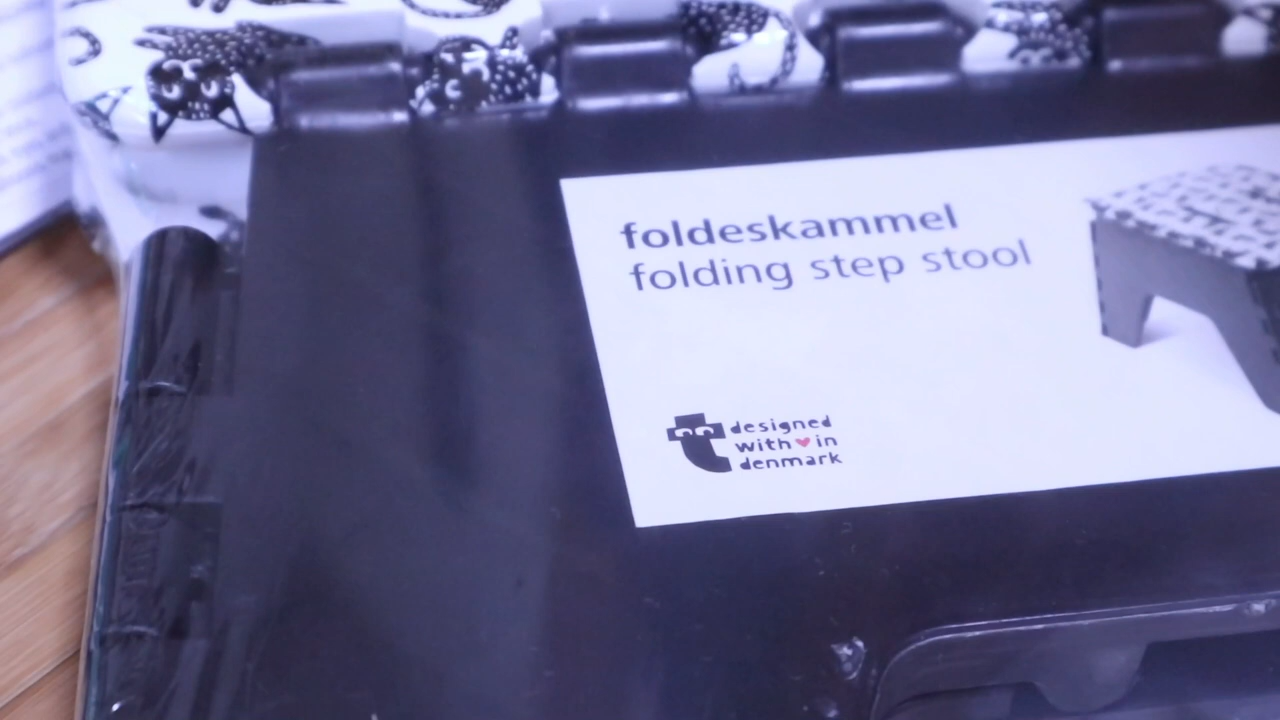 foldeskammel
folding step stool
designed
with♥in
denmark